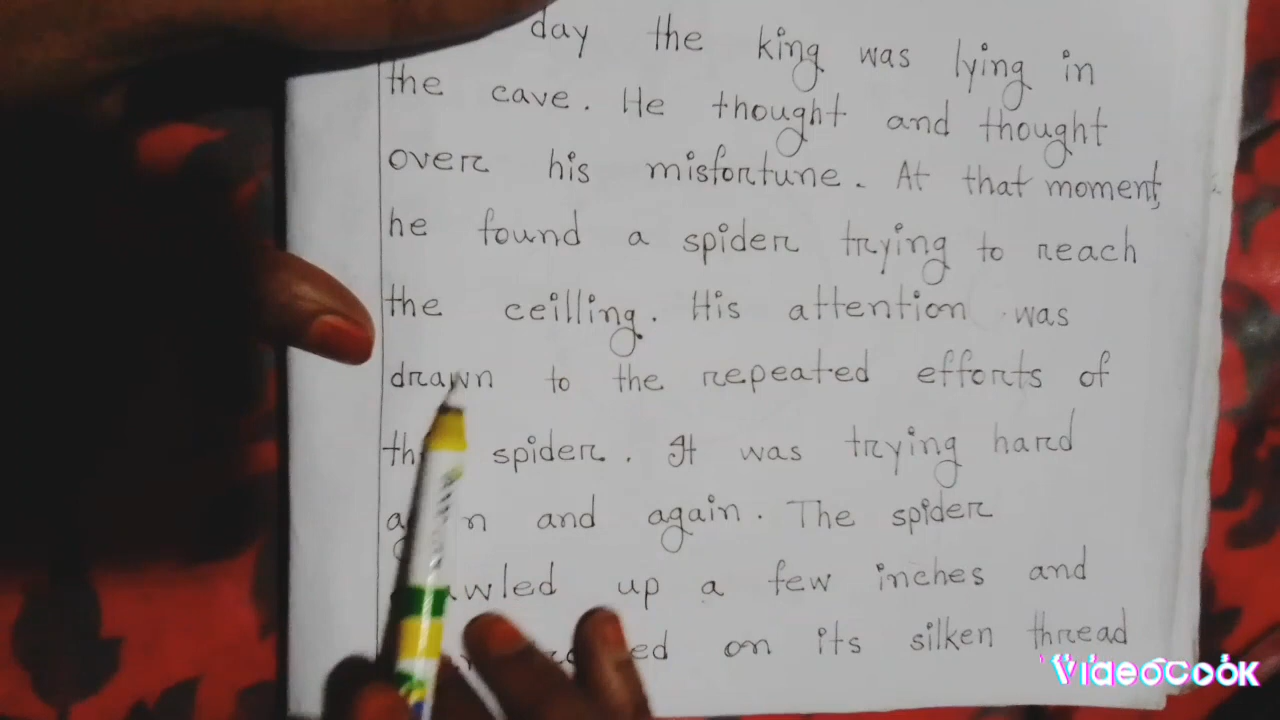 day the king was lying in
the cave. He thought and thought
over his misfortune. At that moment,
he found a spider trying to reach
the ceilling. His attention was
drawn to the repeated efforts of
spider. It was trying hard
and again. The spider
up a few inches and
on its silken thread
VideoCook